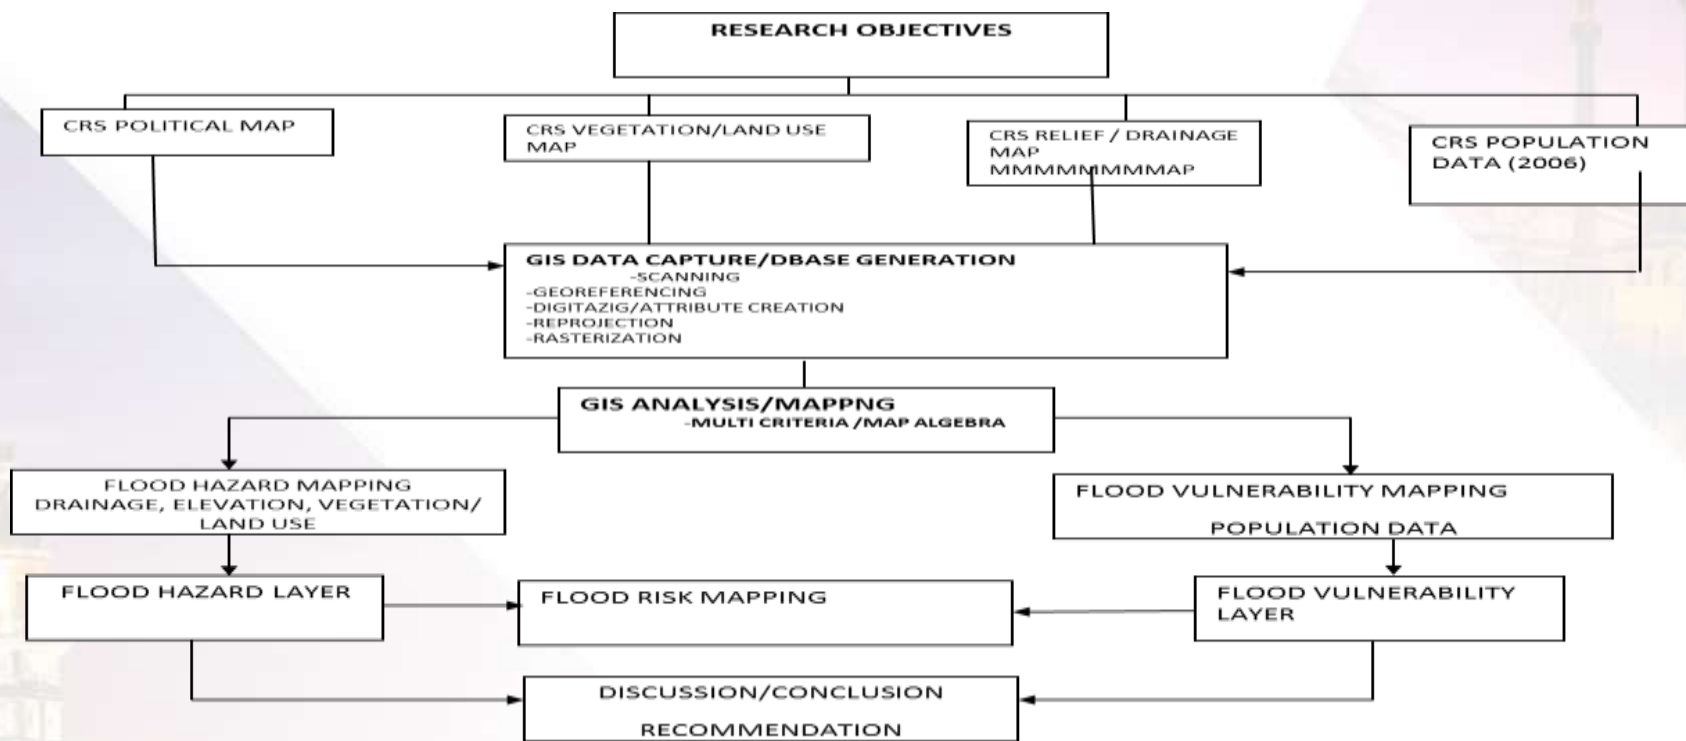 RESEARCH OBJECTIVES
CRS POLITICAL MAP
CRS VEGETATION/LAND USE
MAP
CRS RELIEF / DRAINAGE
MAP
MMMMMMMMAP
CRS POPULATION
DATA (2006)
GIS DATA CAPTURE/DBASE GENERATION
-SCANNING
-GEOREFERENCING
-DIGITAZIG/ATTRIBUTE CREATION
-REPROJECTION
-RASTERIZATION
GIS ANALYSIS/MAPPNG
-MULTI CRITERIA /MAP ALGEBRA
FLOOD HAZARD MAPPING
DRAINAGE, ELEVATION, VEGETATION/
LAND USE
FLOOD VULNERABILITY MAPPING
POPULATION DATA
FLOOD HAZARD LAYER
FLOOD RISK MAPPING
FLOOD VULNERABILITY
LAYER
DISCUSSION/CONCLUSION
RECOMMENDATION